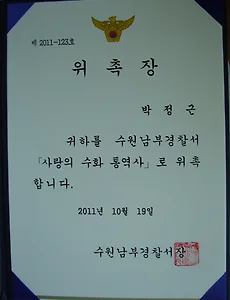 제 2011-123호
위 촉 장
박 정 근
귀하를 수원남부경찰서
「사랑의 수화 통역사」로 위촉
합니다.
2011년 10월 19일
수원남부경찰서장